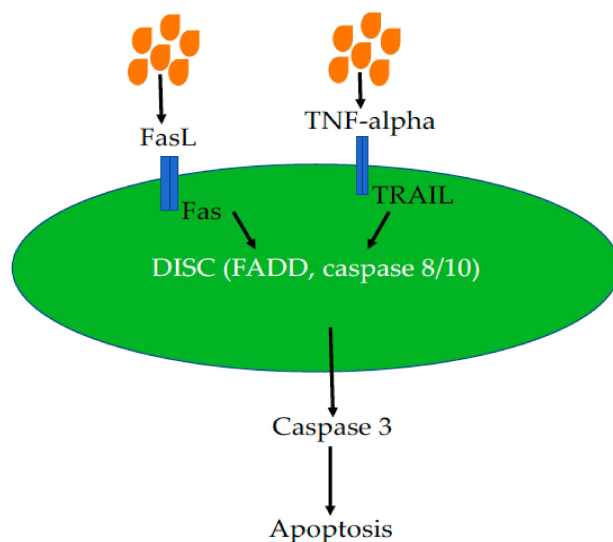 FasL
TNF-alpha
Fas
TRAIL
DISC (FADD, caspase 8/10)
Caspase 3
Apoptosis